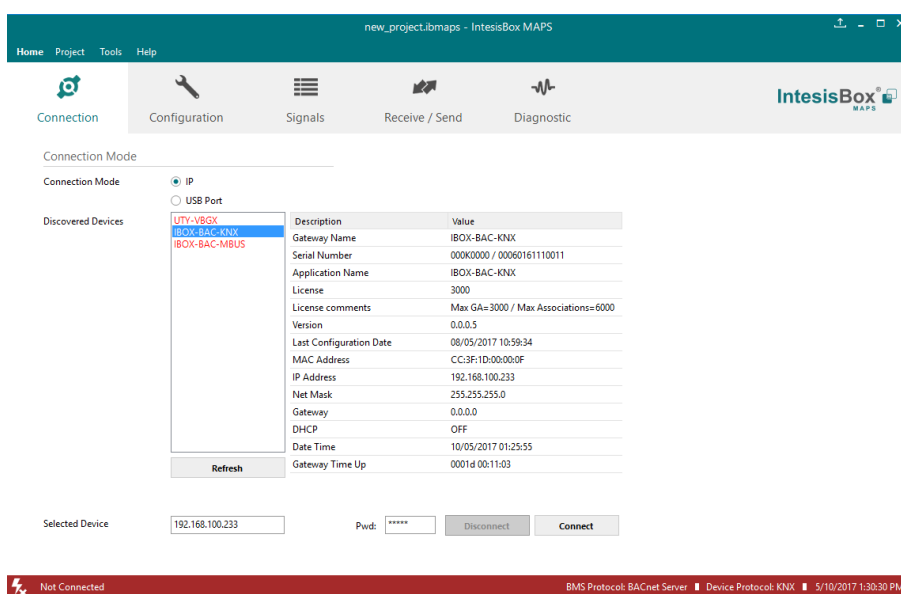 new_project.ibmaps - IntesisBox MAPS
Home Project Tools Help
Connection Configuration Signals Receive / Send Diagnostic
IntesisBox®
MAPS
Connection Mode
Connection Mode IP
USB Port
Discovered Devices UTY-VBGX
IBOX-BAC-KNX
IBOX-BAC-MBUS
Description Value
Gateway Name IBOX-BAC-KNX
Serial Number 000K0000 / 00060161110011
Application Name IBOX-BAC-KNX
License 3000
License comments Max GA=3000 / Max Associations=6000
Version 0.0.0.5
Last Configuration Date 08/05/2017 10:59:34
MAC Address CC:3F:1D:00:00:0F
IP Address 192.168.100.233
Net Mask 255.255.255.0
Gateway 0.0.0.0
DHCP OFF
Date Time 10/05/2017 01:25:55
Gateway Time Up 0001d 00:11:03
Refresh
Selected Device 192.168.100.233 Pwd: ***** Disconnect Connect
Not Connected BMS Protocol: BACnet Server Device Protocol: KNX 5/10/2017 1:30:30 PM